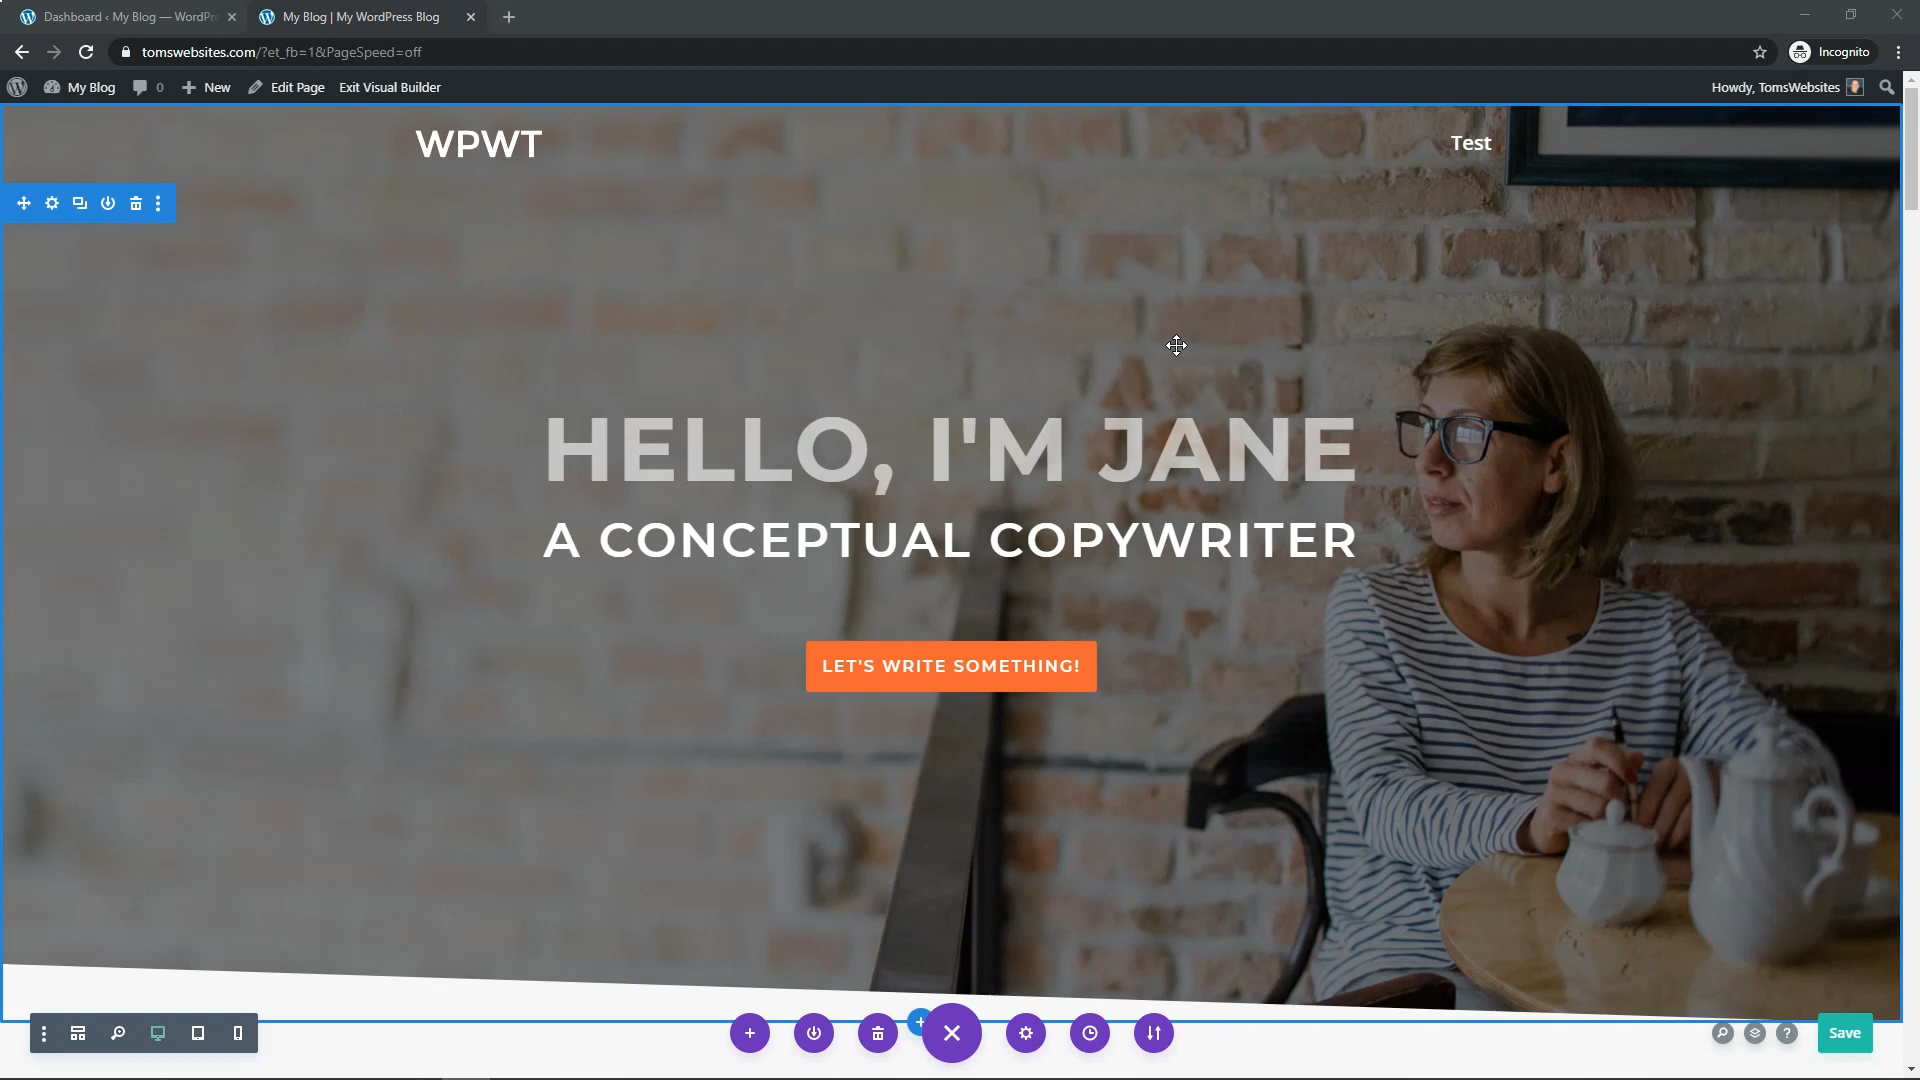 Dashboard ‹ My Blog — WordPre
My Blog | My WordPress Blog
tomswebsites.com/?et_fb=1&PageSpeed=off
Incognito
My Blog
0
New
Edit Page
Exit Visual Builder
Howdy, TomsWebsites
WPWT
Test
HELLO, I'M JANE
A CONCEPTUAL COPYWRITER
LET'S WRITE SOMETHING!
Save